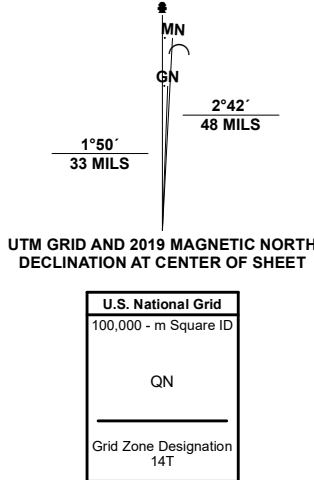 MN
GN
2°42´
48 MILS
1°50´
33 MILS
UTM GRID AND 2019 MAGNETIC NORTH
DECLINATION AT CENTER OF SHEET
U.S. National Grid
100,000 - m Square ID
QN
Grid Zone Designation
14T